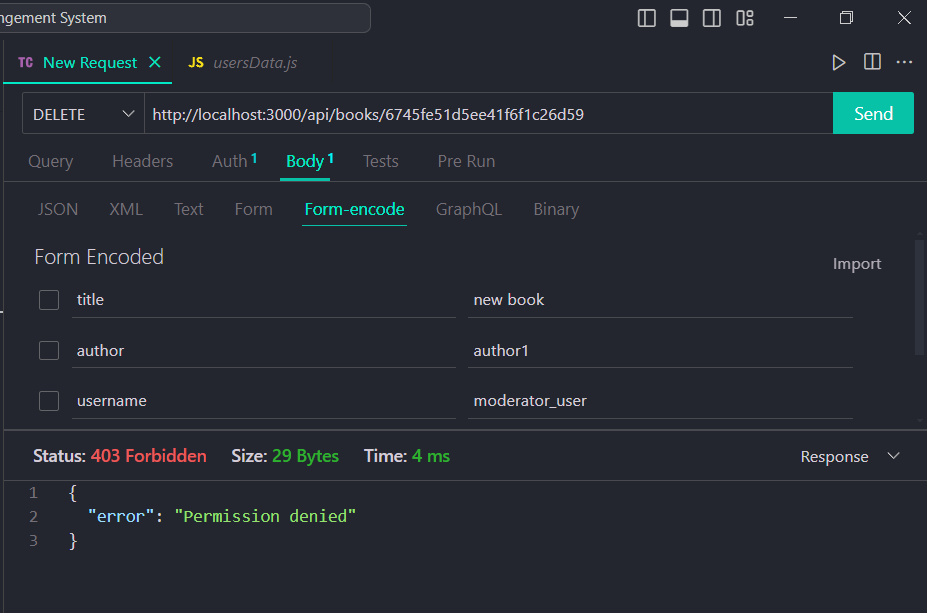 ngement System
TC New Request JS usersData.js
DELETE http://localhost:3000/api/books/6745fe51d5ee41f6f1c26d59 Send
Query Headers Auth 1 Body 1 Tests Pre Run
JSON XML Text Form Form-encode GraphQL Binary
Form Encoded
Import
title new book
author author1
username moderator_user
Status: 403 Forbidden Size: 29 Bytes Time: 4 ms Response
1 {
2 "error": "Permission denied"
3 }